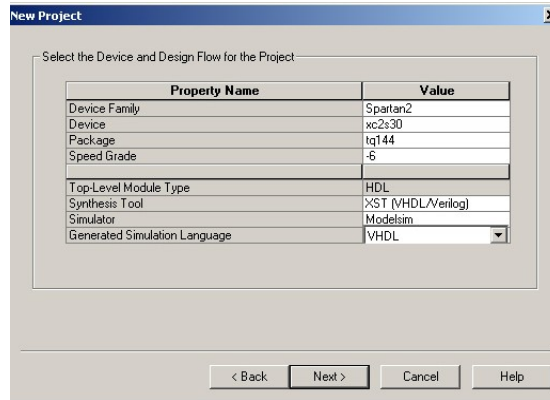 New Project
Select the Device and Design Flow for the Project
Property Name Value
Device Family Spartan2
Device xc2s30
Package tq144
Speed Grade -6
Top-Level Module Type HDL
Synthesis Tool XST (VHDL/Verilog)
Simulator Modelsim
Generated Simulation Language VHDL
< Back Next > Cancel Help